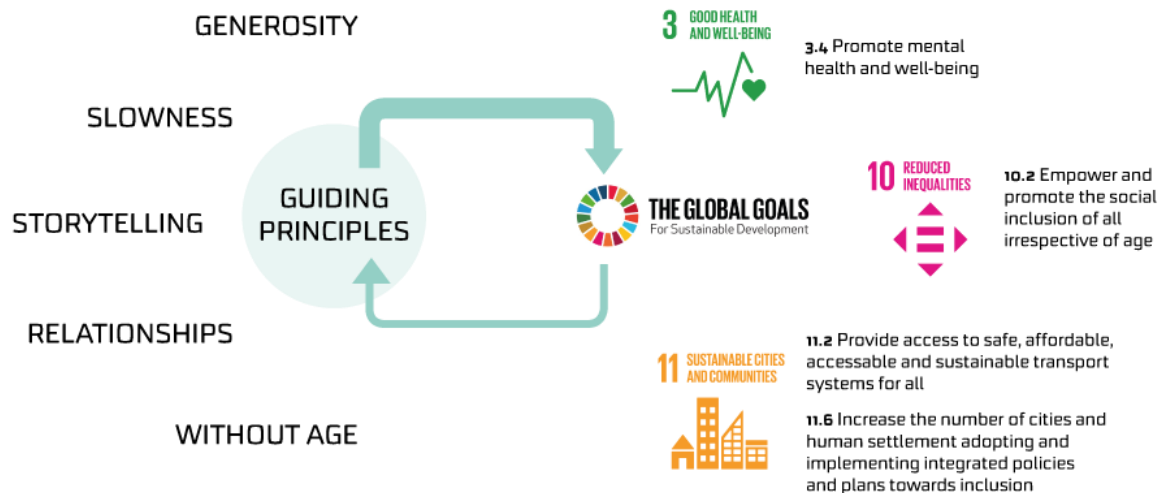 GENEROSITY
SLOWNESS
STORYTELLING
RELATIONSHIPS
WITHOUT AGE
GUIDING
PRINCIPLES
THE GLOBAL GOALS
For Sustainable Development
3 GOOD HEALTH
AND WELL-BEING
3.4 Promote mental
health and well-being
10 REDUCED
INEQUALITIES
10.2 Empower and
promote the social
inclusion of all
irrespective of age
11 SUSTAINABLE CITIES
AND COMMUNITIES
11.2 Provide access to safe, affordable,
accessable and sustainable transport
systems for all
11.6 Increase the number of cities and
human settlement adopting and
implementing integrated policies
and plans towards inclusion